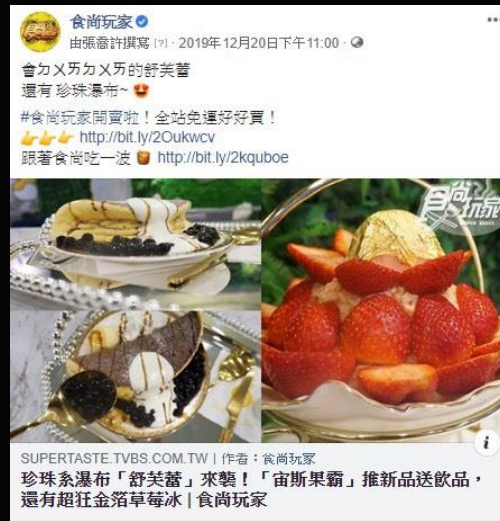 食尚玩家
由張喬許撰寫 [?] · 2019年12月20日下午11:00 ·
會ㄉㄨㄞㄉㄨㄞ的舒芙蕾
還有 珍珠瀑布~ 😍
#食尚玩家開賣啦！全站免運好好買！
👉👉👉 http://bit.ly/2Oukwcv
跟著食尚吃一波 http://bit.ly/2kquboe
食尚玩家
SUPER TASTE
SUPERTASTE.TVBS.COM.TW | 作者：食尚玩家
珍珠系瀑布「舒芙蕾」來襲！「宙斯果霸」推新品送飲品，
還有超狂金箔草莓冰 | 食尚玩家